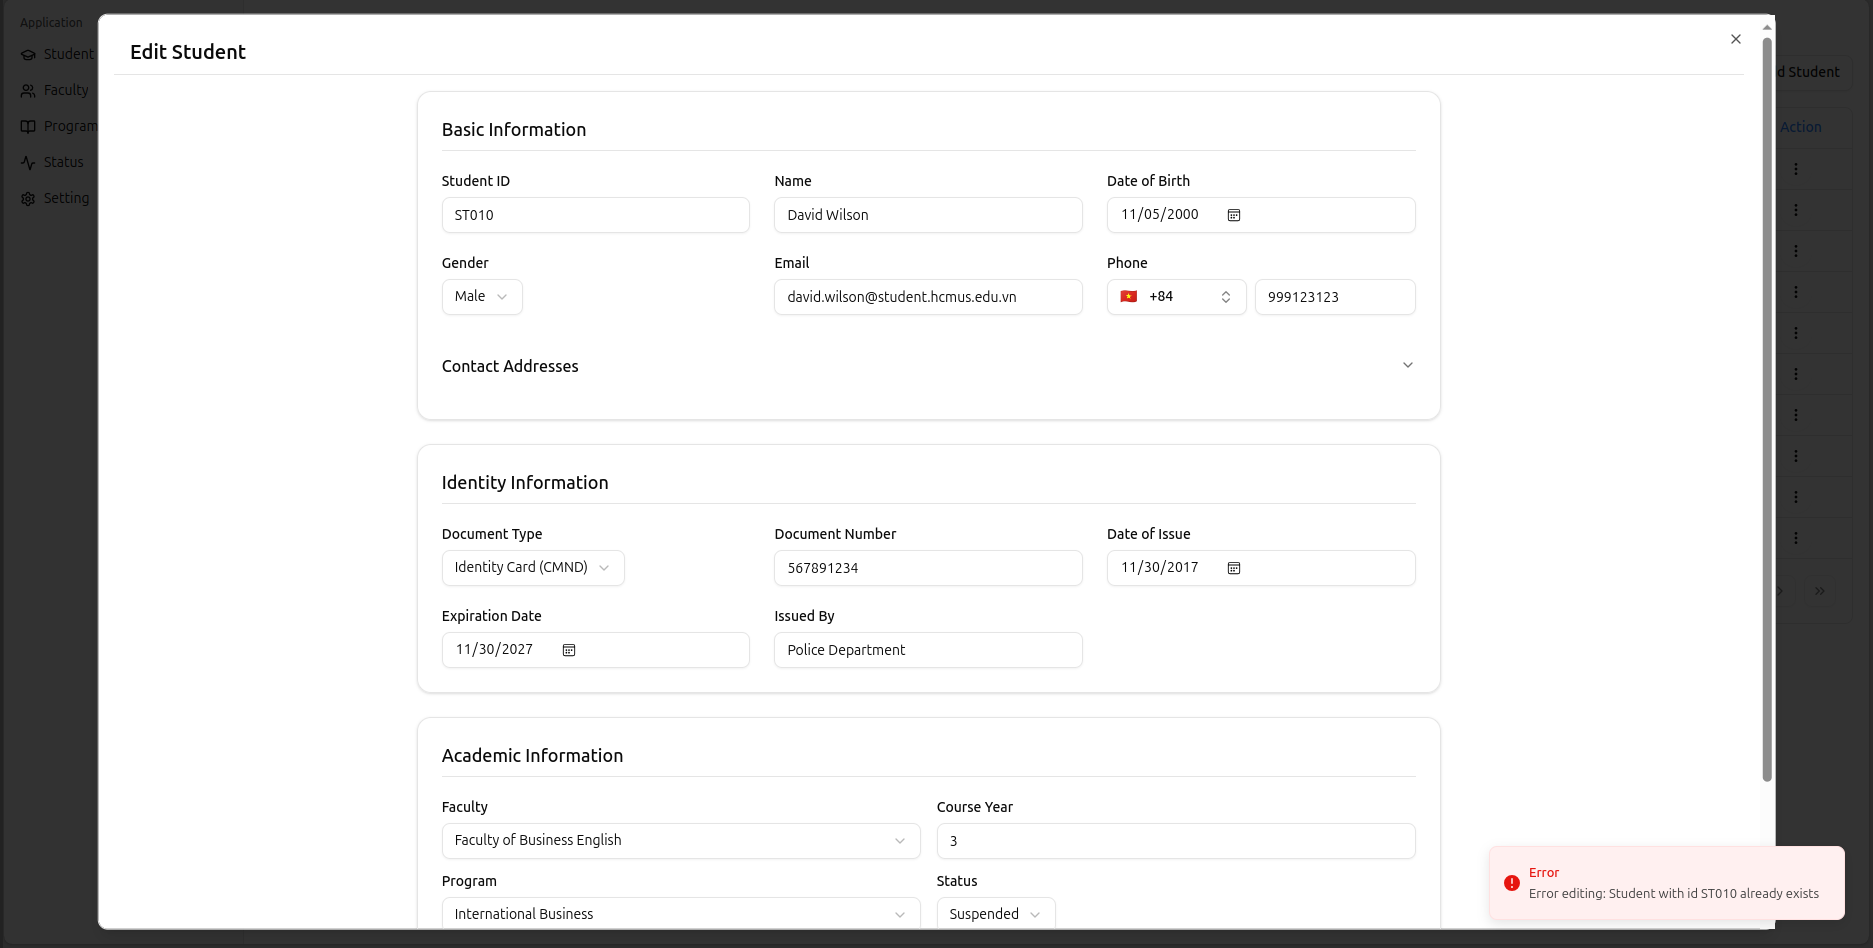 Application
Student
Faculty
Program
Status
Setting
Edit Student
d Student
Action
Basic Information
Student ID
Name
Date of Birth
ST010
David Wilson
11/05/2000
Gender
Email
Phone
Male
david.wilson@student.hcmus.edu.vn
+84
999123123
Contact Addresses
Identity Information
Document Type
Document Number
Date of Issue
Identity Card (CMND)
567891234
11/30/2017
Expiration Date
Issued By
11/30/2027
Police Department
Academic Information
Faculty
Course Year
Faculty of Business English
3
Program
Status
International Business
Suspended
Error
Error editing: Student with id ST010 already exists